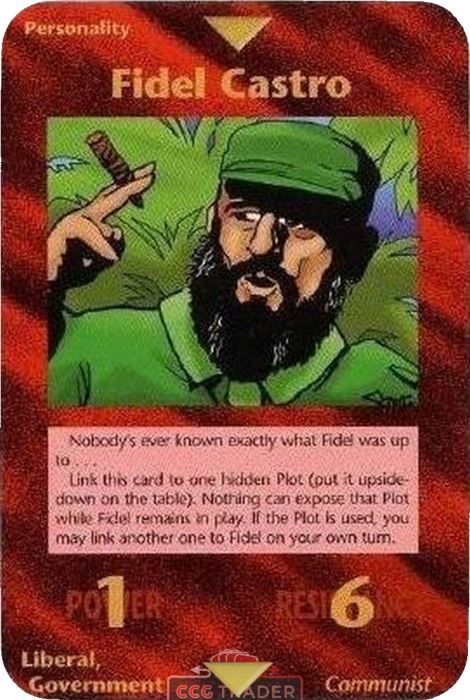 Personality
Fidel Castro
Nobody's ever known exactly what Fidel was up
to . . .
Link this card to one hidden Plot (put it upside-
down on the table). Nothing can expose that Plot
while Fidel remains in play. If the Plot is used, you
may link another one to Fidel on your own turn.
POWER 1 6
Liberal,
Government
Communist
CCG TRADER